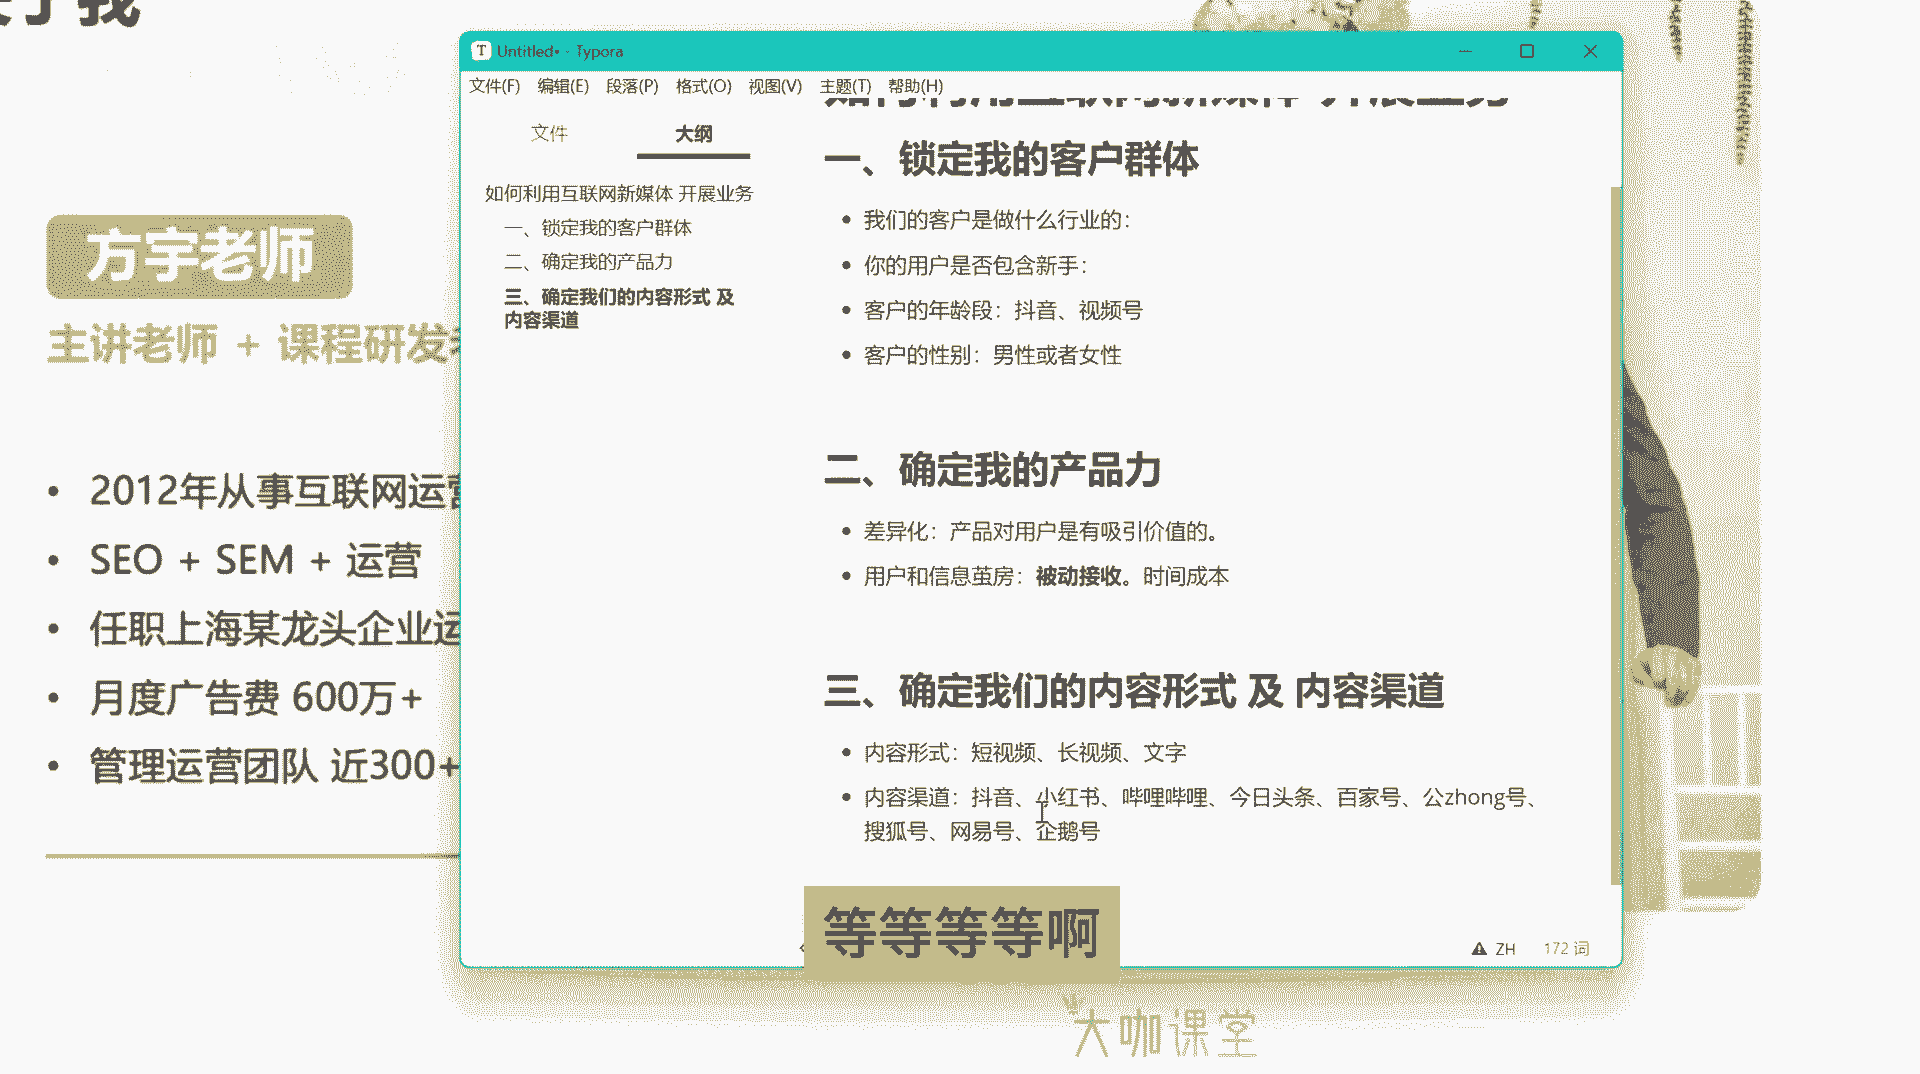 T Untitled• - Typora
文件(F) 编辑(E) 段落(P) 格式(O) 视图(V) 主题(T) 帮助(H)
文件 大纲
如何利用互联网新媒体 开展业务
一、锁定我的客户群体
二、确定我的产品力
三、确定我们的内容形式 及
内容渠道
如何利用互联网新媒体 开展业务
一、锁定我的客户群体
我们的客户是做什么行业的：
你的用户是否包含新手：
客户的年龄段：抖音、视频号
客户的性别：男性或者女性
二、确定我的产品力
差异化：产品对用户是有吸引价值的。
用户和信息茧房：被动接收。时间成本
三、确定我们的内容形式 及 内容渠道
内容形式：短视频、长视频、文字
内容渠道：抖音、小红书、哔哩哔哩、今日头条、百家号、公zhong号、
搜狐号、网易号、企鹅号
ZH 172 词
方宇老师
主讲老师 + 课程研发
2012年从事互联网运营
SEO + SEM + 运营
任职上海某龙头企业运
月度广告费 600万+
管理运营团队 近300+
等等等等啊
大咖课堂